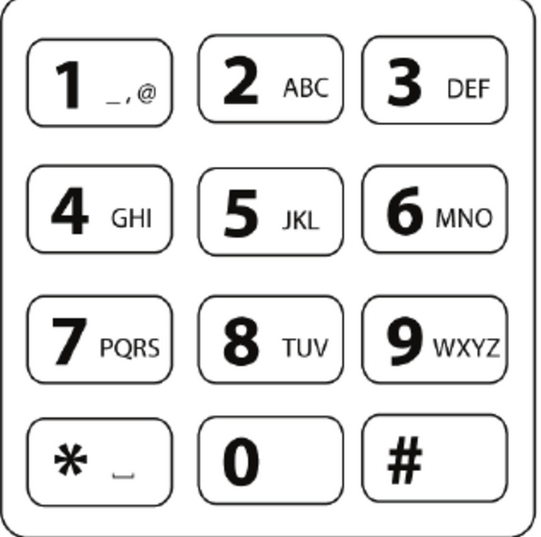 1 _,@ 2 ABC 3 DEF
4 GHI 5 JKL 6 MNO
7 PQRS 8 TUV 9 WXYZ
* ⎵ 0 #